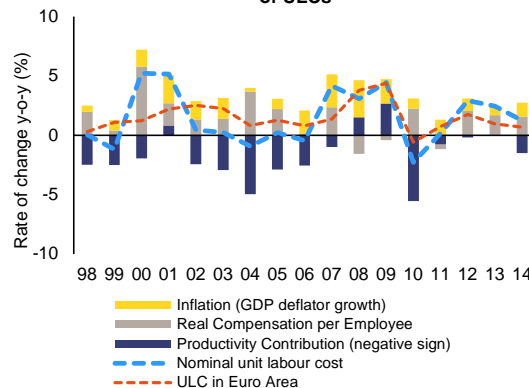 of ULCs
Rate of change y-o-y (%)
10
5
0
-5
-10
98 99 00 01 02 03 04 05 06 07 08 09 10 11 12 13 14
Inflation (GDP deflator growth)
Real Compensation per Employee
Productivity Contribution (negative sign)
Nominal unit labour cost
ULC in Euro Area